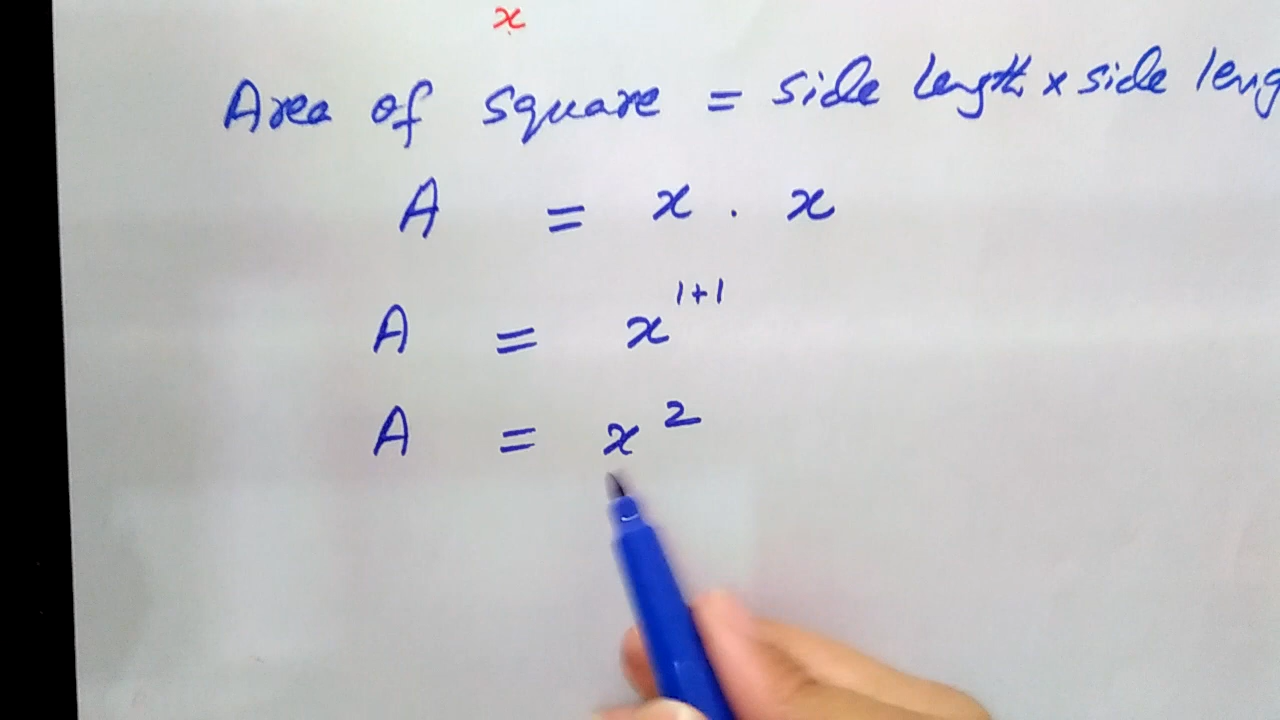 x
Area of square = side length x side leng
A = x . x
A = x^{1+1}
A = x^2